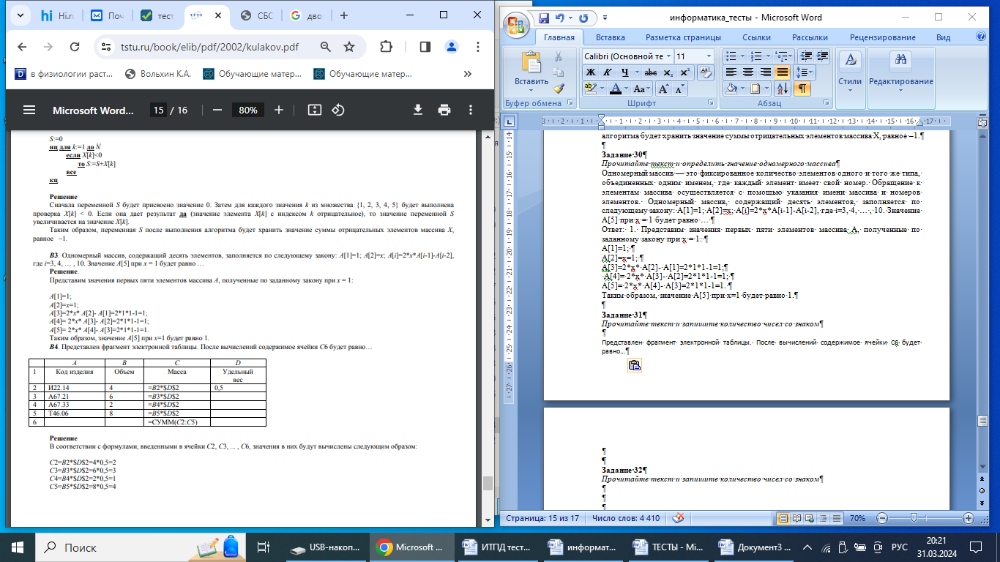 Hi.ru
Поч
тест
СБС
дво
tstu.ru/book/elib/pdf/2002/kulakov.pdf
в физиологии раст...
Вольхин К.А.
Обучающие матер...
Обучающие матер...
Microsoft Word...
15 / 16
80%
S:=0
нц для k:=1 до N
если X[k]<0
то S:=S+X[k]
все
кц
Решение
Сначала переменной S будет присвоено значение 0. Затем для каждого значения k из множества {1, 2, 3, 4, 5} будет выполнена
проверка X[k] < 0. Если она дает результат да (значение элемента X[k] с индексом k отрицательное), то значение переменной S
увеличивается на значение X[k].
Таким образом, переменная S после выполнения алгоритма будет хранить значение суммы отрицательных элементов массива X,
равное –1.
В3. Одномерный массив, содержащий десять элементов, заполняется по следующему закону: A[1]=1; A[2]=x; A[i]=2*x*A[i-1]-A[i-2],
где i=3, 4, … , 10. Значение A[5] при x = 1 будет равно …
Решение.
Представим значения первых пяти элементов массива A, полученные по заданному закону при x = 1:
A[1]=1;
A[2]=x=1;
A[3]=2*x* A[2]- A[1]=2*1*1-1=1;
A[4]= 2*x* A[3]- A[2]=2*1*1-1=1;
A[5]= 2*x* A[4]- A[3]=2*1*1-1=1.
Таким образом, значение A[5] при x=1 будет равно 1.
В4. Представлен фрагмент электронной таблицы. После вычислений содержимое ячейки C6 будет равно…
A B C D
1 Код изделия Объем Масса Удельный вес
2 И22.14 4 =B2*$D$2 0,5
3 А67.21 6 =B3*$D$2
4 А67.33 2 =B4*$D$2
5 Т46.06 8 =B5*$D$2
6 =СУММ(C2:C5)
Решение
В соответствии с формулами, введенными в ячейки C2, C3, ... , C6, значения в них будут вычислены следующим образом:
C2=B2*$D$2=4*0,5=2
C3=B3*$D$2=6*0,5=3
C4=B4*$D$2=2*0,5=1
C5=B5*$D$2=8*0,5=4
информатика_тесты - Microsoft Word
Главная Вставка Разметка страницы Ссылки Рассылки Рецензирование Вид
Вставить
Calibri (Основной те 11
Стили
Редактирование
Буфер обмена Шрифт Абзац
алгоритма будет хранить значение суммы отрицательных элементов массива X, равное –1.¶
¶
Задание 30¶
Прочитайте текст и определить значение одномерного массива¶
Одномерный массив — это фиксированное количество элементов одного и того же типа,
объединенных одним именем, где каждый элемент имеет свой номер. Обращение к
элементам массива осуществляется с помощью указания имени массива и номеров
элементов. Одномерный массив, содержащий десять элементов, заполняется по
следующему закону: A[1]=1; A[2]=x; A[i]=2*x*A[i-1]-A[i-2], где i=3, 4, … , 10. Значение
A[5] при x = 1 будет равно … ¶
Ответ: 1. Представим значения первых пяти элементов массива A, полученные по
заданному закону при x = 1: ¶
A[1]=1; ¶
A[2]=x=1; ¶
A[3]=2*x* A[2]- A[1]=2*1*1-1=1;¶
A[4]= 2*x* A[3]- A[2]=2*1*1-1=1; ¶
A[5]= 2*x* A[4]- A[3]=2*1*1-1=1. ¶
Таким образом, значение A[5] при x=1 будет равно 1.¶
¶
Задание 31¶
Прочитайте текст и запишите количество чисел со знаком¶
¶
Представлен фрагмент электронной таблицы. После вычислений содержимое ячейки C6 будет
равно…¶
¶
¶
Задание 32¶
Прочитайте текст и запишите количество чисел со знаком¶
¶
¶
¶
Страница: 15 из 17 Число слов: 4 410 70%
Поиск
USB-накоп...
Microsoft ...
ИТПД тест...
информат...
ТЕСТЫ - Mi...
Документ3 ...
РУС
20:21
31.03.2024